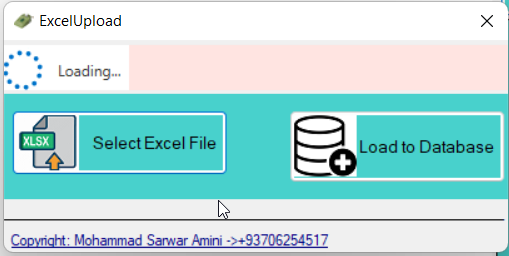 ExcelUpload
Loading...
XLSX
Select Excel File
Load to Database
Copyright: Mohammad Sarwar Amini ->+93706254517